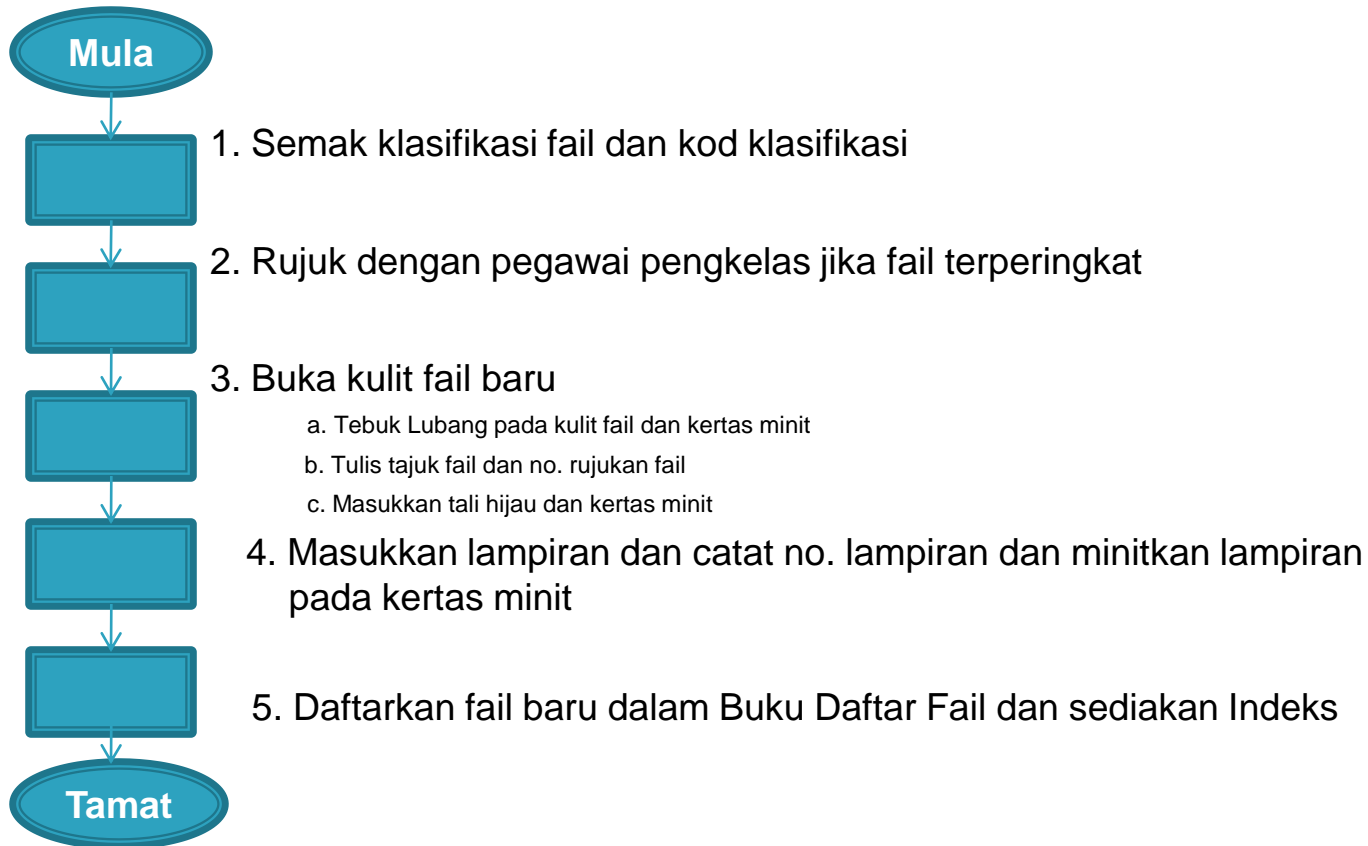 Mula
1. Semak klasifikasi fail dan kod klasifikasi
2. Rujuk dengan pegawai pengkelas jika fail terperingkat
3. Buka kulit fail baru
a. Tebuk Lubang pada kulit fail dan kertas minit
b. Tulis tajuk fail dan no. rujukan fail
c. Masukkan tali hijau dan kertas minit
4. Masukkan lampiran dan catat no. lampiran dan minitkan lampiran
pada kertas minit
5. Daftarkan fail baru dalam Buku Daftar Fail dan sediakan Indeks
Tamat